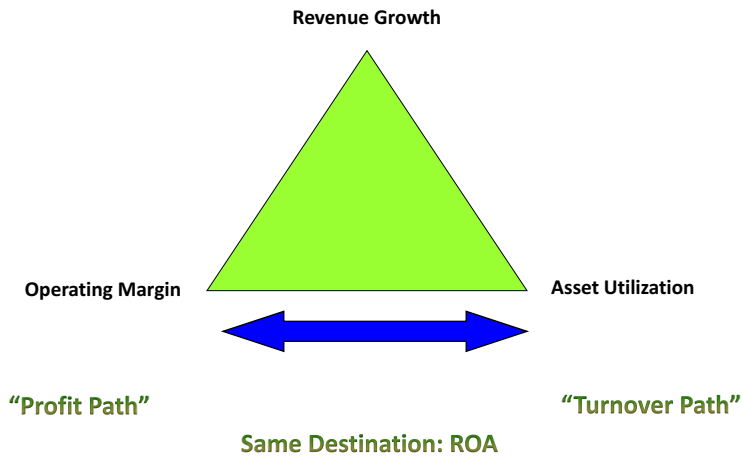 Revenue Growth
Operating Margin
Asset Utilization
“Profit Path”
“Turnover Path”
Same Destination: ROA